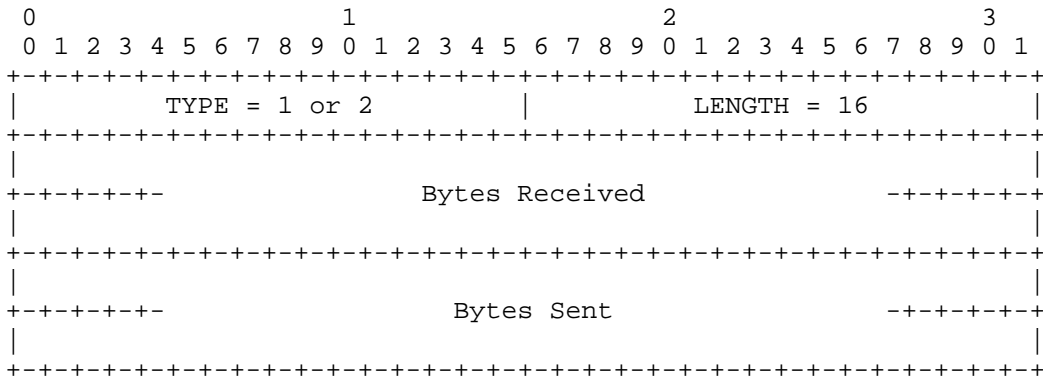 0                   1                   2                   3
 0 1 2 3 4 5 6 7 8 9 0 1 2 3 4 5 6 7 8 9 0 1 2 3 4 5 6 7 8 9 0 1
+-+-+-+-+-+-+-+-+-+-+-+-+-+-+-+-+-+-+-+-+-+-+-+-+-+-+-+-+-+-+-+-+
|         TYPE = 1 or 2         |          LENGTH = 16          |
+-+-+-+-+-+-+-+-+-+-+-+-+-+-+-+-+-+-+-+-+-+-+-+-+-+-+-+-+-+-+-+-+
|                                                               |
+-+-+-+-+-                Bytes Received               -+-+-+-+-+
|                                                               |
+-+-+-+-+-+-+-+-+-+-+-+-+-+-+-+-+-+-+-+-+-+-+-+-+-+-+-+-+-+-+-+-+
|                                                               |
+-+-+-+-+-                  Bytes Sent                 -+-+-+-+-+
|                                                               |
+-+-+-+-+-+-+-+-+-+-+-+-+-+-+-+-+-+-+-+-+-+-+-+-+-+-+-+-+-+-+-+-+